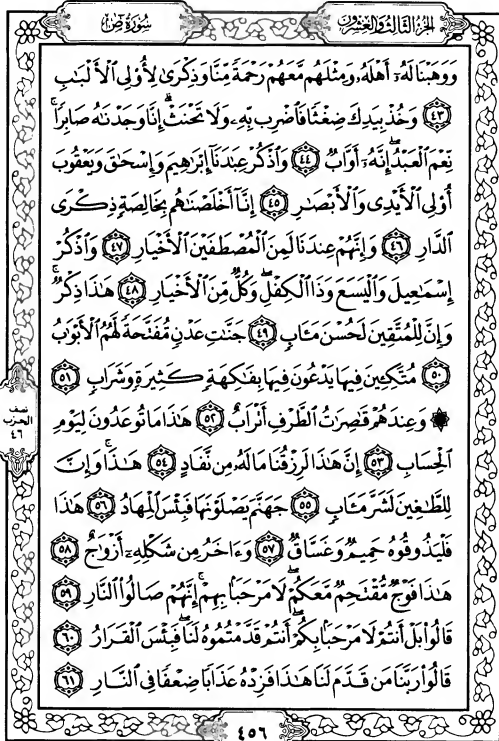 الجزء الثالث والعشرون
سورة ص
وَوَهَبْنَا لَهُۥٓ أَهْلَهُۥ وَمِثْلَهُم مَّعَهُمْ رَحْمَةً مِّنَّا وَذِكْرَىٰ لِأُو۟لِى ٱلْأَلْبَٰبِ
٤٣ وَخُذْ بِيَدِكَ ضِغْثًا فَٱضْرِب بِّهِۦ وَلَا تَحْنَثْ ۗ إِنَّا وَجَدْنَٰهُ صَابِرًا ۚ
نِّعْمَ ٱلْعَبْدُ ۖ إِنَّهُۥٓ أَوَّابٌ ٤٤ وَٱذْكُرْ عِبَٰدَنَآ إِبْرَٰهِيمَ وَإِسْحَٰقَ وَيَعْقُوبَ
أُو۟لِى ٱلْأَيْدِى وَٱلْأَبْصَٰرِ ٤٥ إِنَّآ أَخْلَصْنَٰهُم بِخَالِصَةٍ ذِكْرَى
ٱلدَّارِ ٤٦ وَإِنَّهُمْ عِندَنَا لَمِنَ ٱلْمُصْطَفَيْنَ ٱلْأَخْيَارِ ٤٧ وَٱذْكُرْ
إِسْمَٰعِيلَ وَٱلْيَسَعَ وَذَا ٱلْكِفْلِ ۖ وَكُلٌّ مِّنَ ٱلْأَخْيَارِ ٤٨ هَٰذَا ذِكْرٌ ۚ
وَإِنَّ لِلْمُتَّقِينَ لَحُسْنَ مَـَٔابٍ ٤٩ جَنَّٰتِ عَدْنٍ مُّفَتَّحَةً لَّهُمُ ٱلْأَبْوَٰبُ
٥٠ مُتَّكِـِٔينَ فِيهَا يَدْعُونَ فِيهَا بِفَٰكِهَةٍ كَثِيرَةٍ وَشَرَابٍ ٥١
۞ وَعِندَهُمْ قَٰصِرَٰتُ ٱلطَّرْفِ أَتْرَابٌ ٥٢ هَٰذَا مَا تُوعَدُونَ لِيَوْمِ
ٱلْحِسَابِ ٥٣ إِنَّ هَٰذَا لَرِزْقُنَا مَا لَهُۥ مِن نَّفَادٍ ٥٤ هَٰذَا ۚ وَإِنَّ
لِلطَّٰغِينَ لَشَرَّ مَـَٔابٍ ٥٥ جَهَنَّمَ يَصْلَوْنَهَا فَبِئْسَ ٱلْمِهَادُ ٥٦ هَٰذَا
فَلْيَذُوقُوهُ حَمِيمٌ وَغَسَّاقٌ ٥٧ وَءَاخَرُ مِن شَكْلِهِۦٓ أَزْوَٰجٌ ٥٨
هَٰذَا فَوْجٌ مُّقْتَحِمٌ مَّعَكُمْ ۖ لَا مَرْحَبًۢا بِهِمْ ۚ إِنَّهُمْ صَالُوا۟ ٱلنَّارِ ٥٩
قَالُوا۟ بَلْ أَنتُمْ لَا مَرْحَبًۢا بِكُمْ ۖ أَنتُمْ قَدَّمْتُمُوهُ لَنَا ۖ فَبِئْسَ ٱلْقَرَارُ ٦٠
قَالُوا۟ رَبَّنَا مَن قَدَّمَ لَنَا هَٰذَا فَزِدْهُ عَذَابًا ضِعْفًا فِى ٱلنَّارِ ٦١
نصف
الحزب
٤٦
٤٥٦